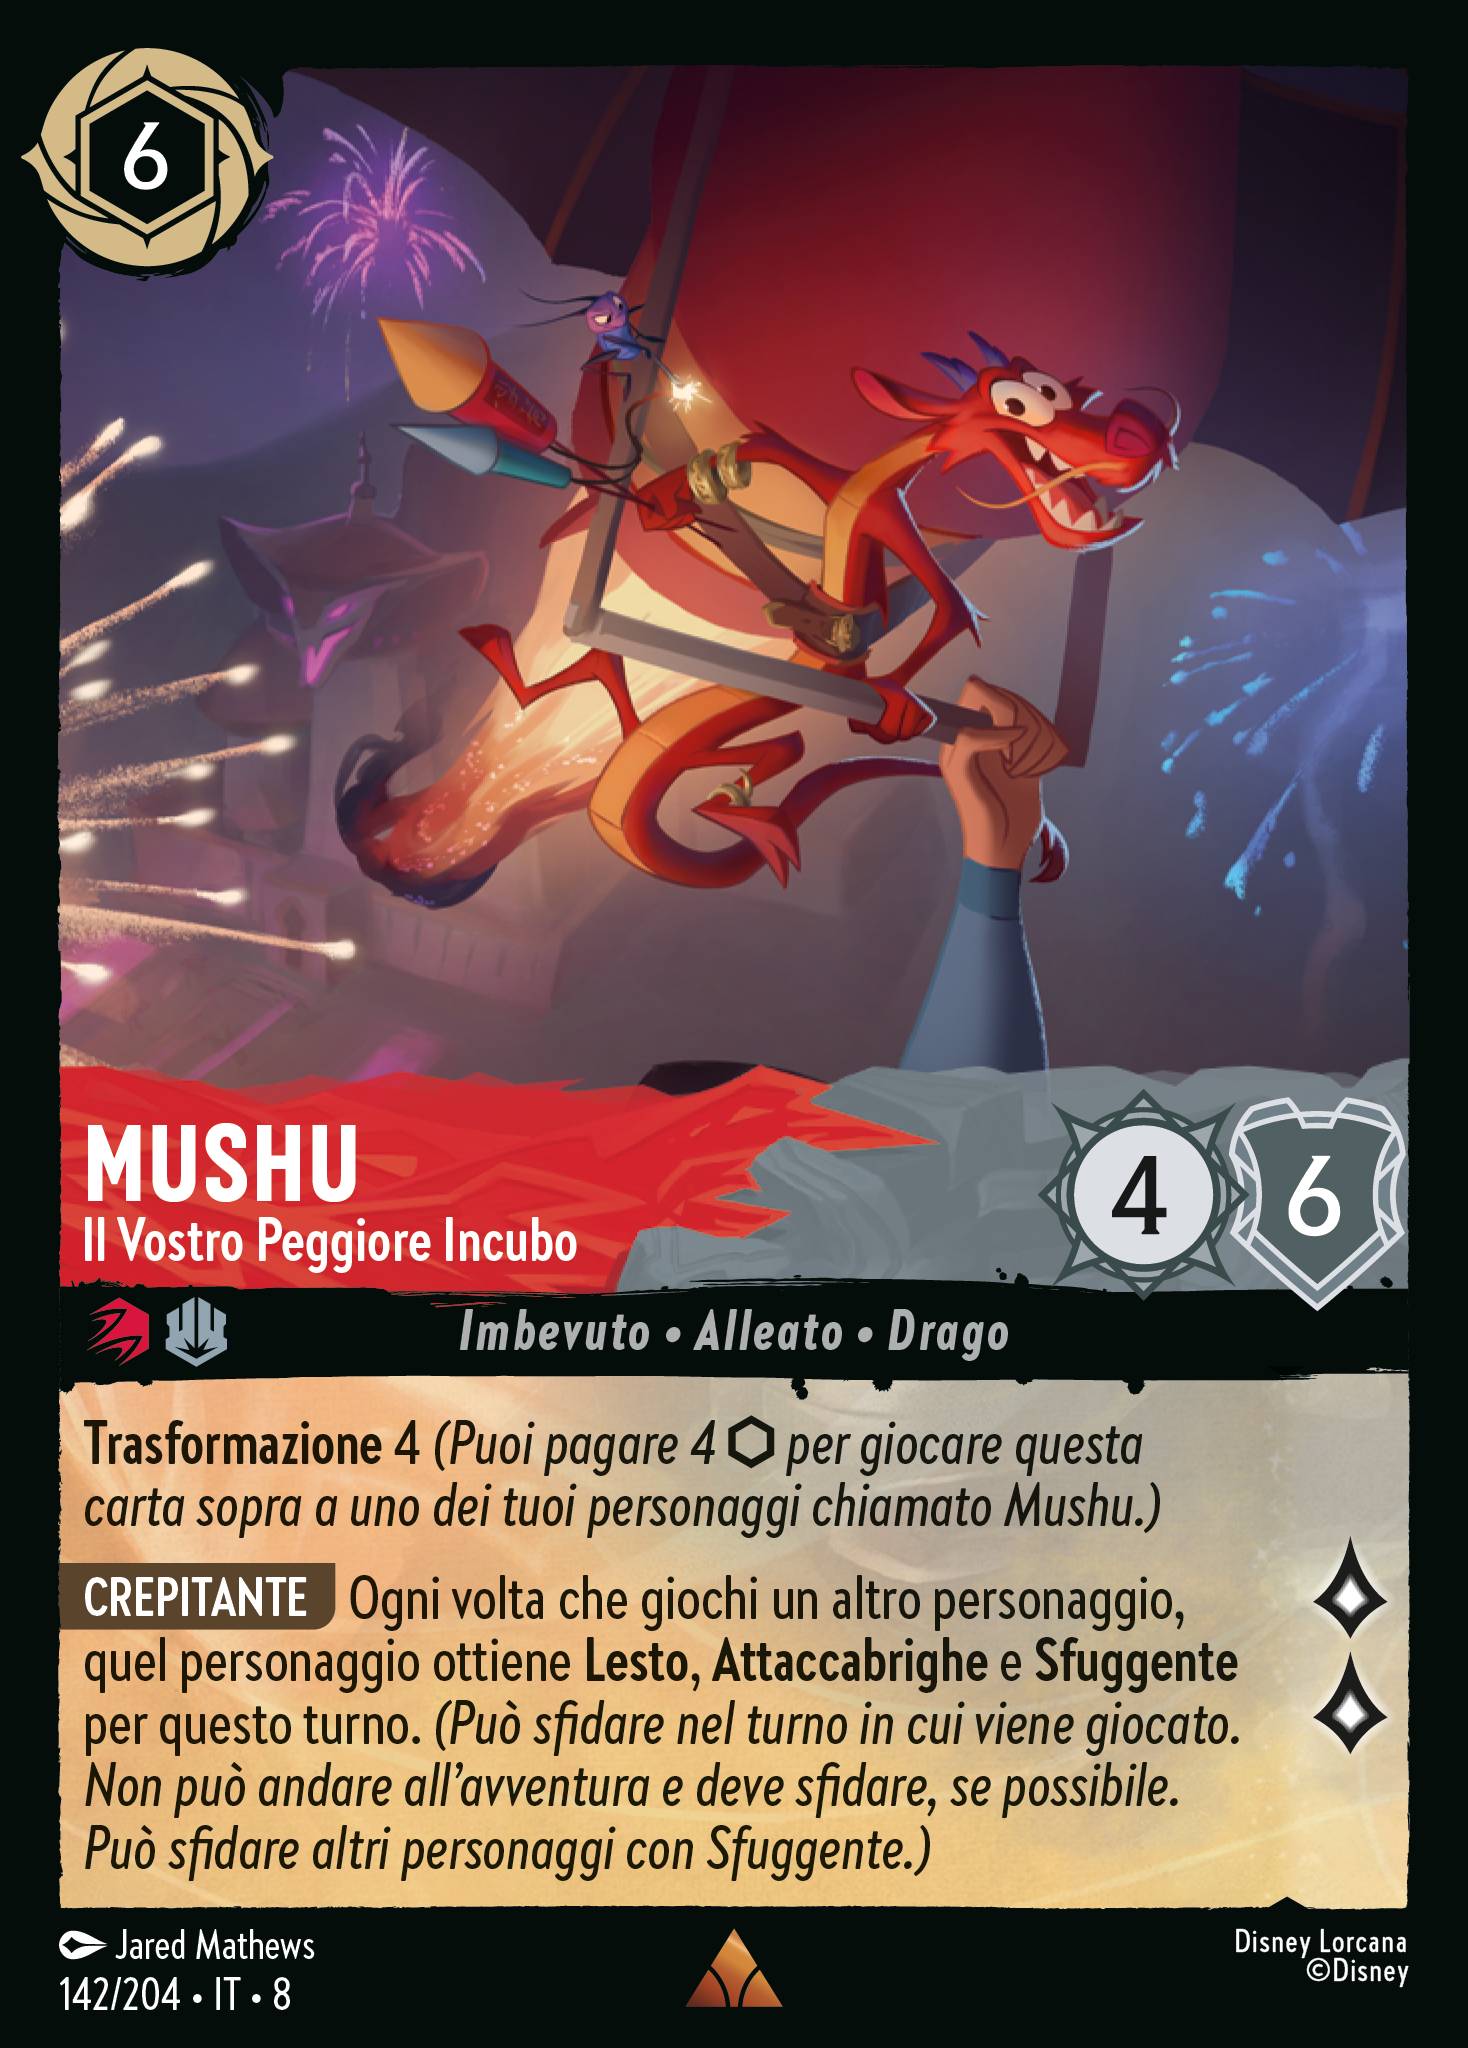 6
MUSHU
Il Vostro Peggiore Incubo
4
6
Imbevuto • Alleato • Drago
Trasformazione 4 (Puoi pagare 4 ⬡ per giocare questa
carta sopra a uno dei tuoi personaggi chiamato Mushu.)
CREPITANTE Ogni volta che giochi un altro personaggio,
quel personaggio ottiene Lesto, Attaccabrighe e Sfuggente
per questo turno. (Può sfidare nel turno in cui viene giocato.
Non può andare all’avventura e deve sfidare, se possibile.
Può sfidare altri personaggi con Sfuggente.)
Jared Mathews
142/204 • IT • 8
Disney Lorcana
©Disney